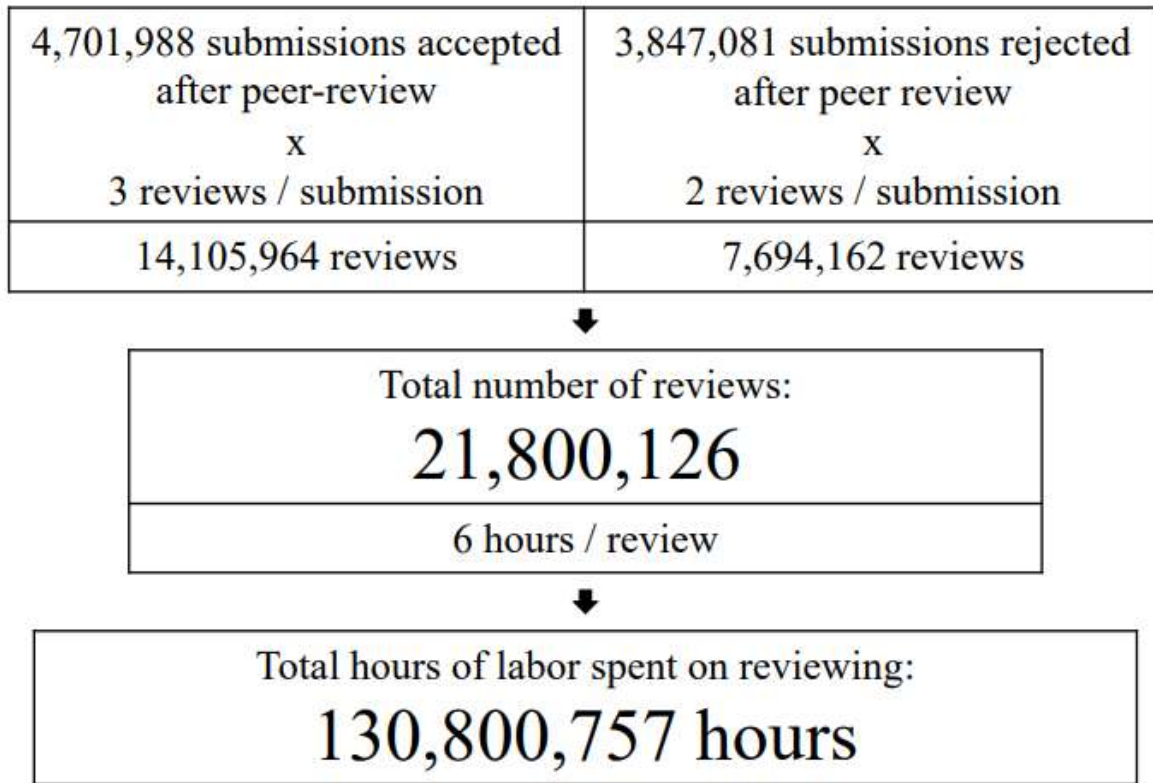 4,701,988 submissions accepted
after peer-review
x
3 reviews / submission
3,847,081 submissions rejected
after peer review
x
2 reviews / submission
14,105,964 reviews
7,694,162 reviews
Total number of reviews:
21,800,126
6 hours / review
Total hours of labor spent on reviewing:
130,800,757 hours